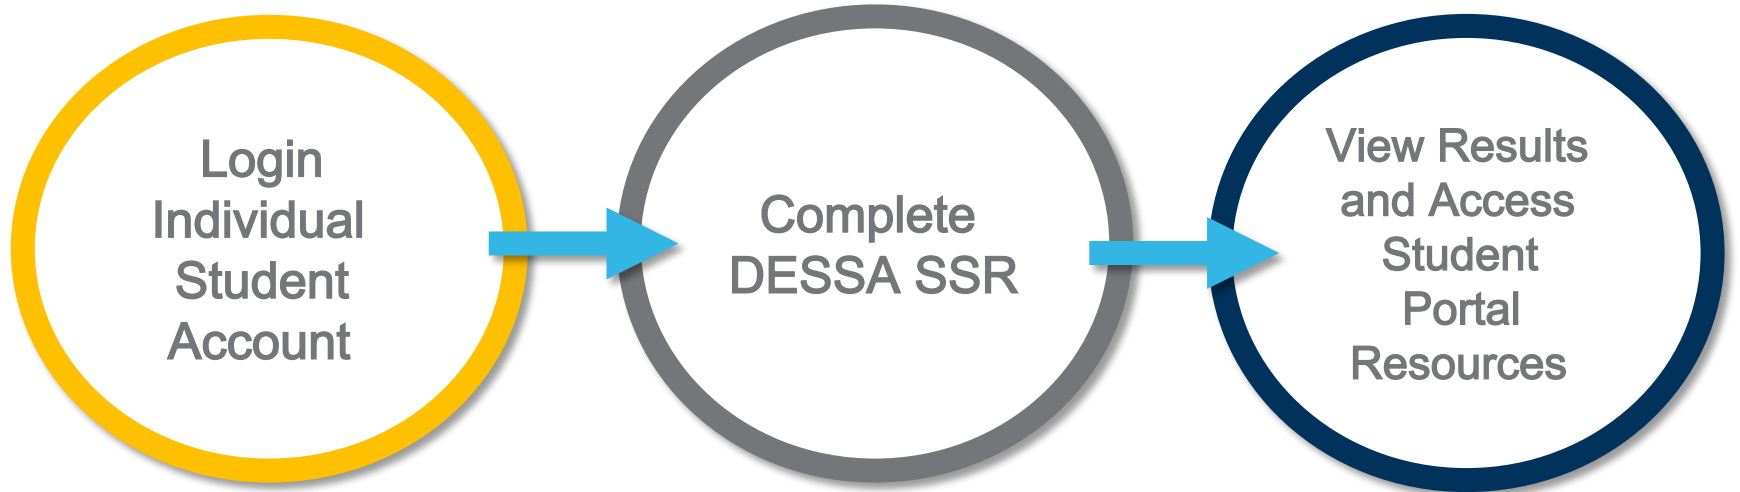 Login
Individual
Student
Account
Complete
DESSA SSR
View Results
and Access
Student
Portal
Resources